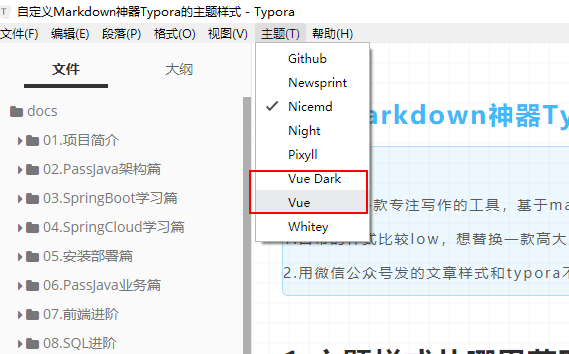 自定义Markdown神器Typora的主题样式 - Typora
文件(F) 编辑(E) 段落(P) 格式(O) 视图(V) 主题(T) 帮助(H)
文件 大纲
docs
01.项目简介
02.PassJava架构篇
03.SpringBoot学习篇
04.SpringCloud学习篇
05.安装部署篇
06.PassJava业务篇
07.前端进阶
08.SQL进阶
Github
Newsprint
Nicemd
Night
Pixyll
Vue Dark
Vue
Whitey
arkdown神器Ty
款专注写作的工具，基于ma
样式比较low，想替换一款高大
2.用微信公众号发的文章样式和typora不